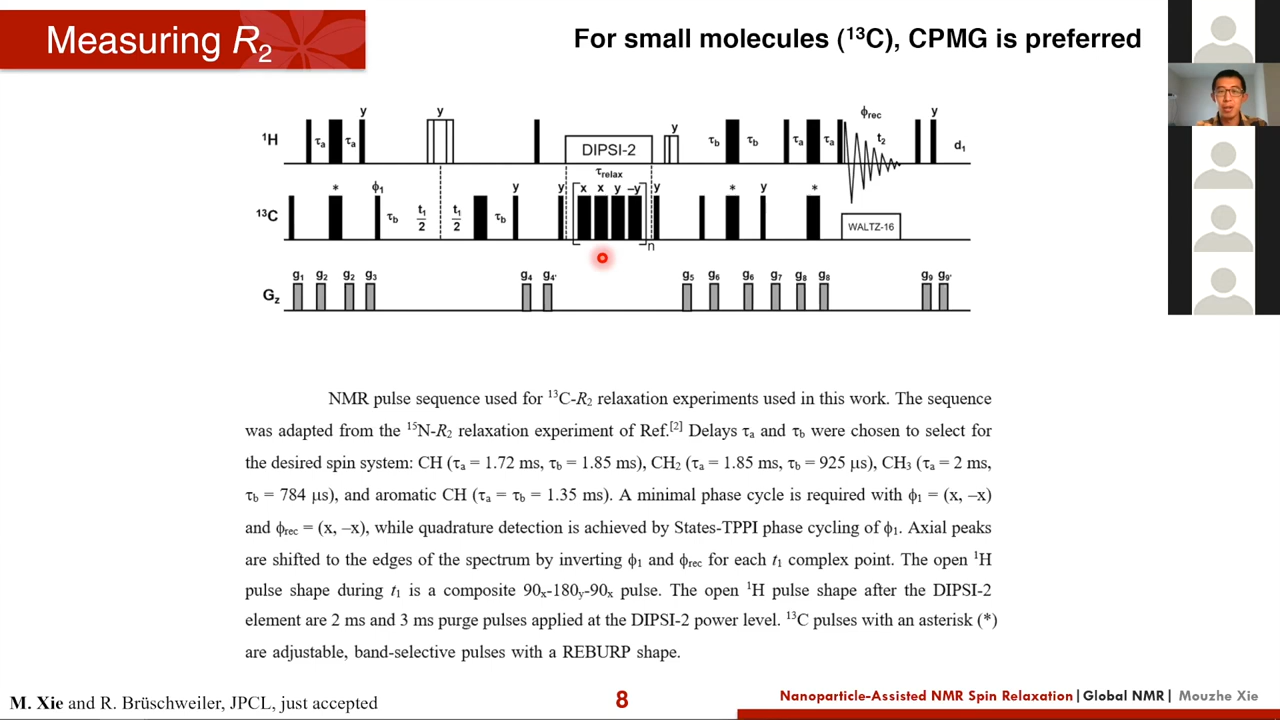 Measuring R2
For small molecules (13C), CPMG is preferred
y y ϕrec y
1H τa τa DIPSI-2 y τb τb τa τa t2 d1
τrelax
* ϕ1 y y x x y –y y * y *
13C τb t1/2 t1/2 τb n WALTZ-16
g1 g2 g2 g3 g4 g4' g5 g6 g6 g7 g8 g8 g9 g9'
Gz
NMR pulse sequence used for 13C-R2 relaxation experiments used in this work. The sequence
was adapted from the 15N-R2 relaxation experiment of Ref.[2] Delays τa and τb were chosen to select for
the desired spin system: CH (τa = 1.72 ms, τb = 1.85 ms), CH2 (τa = 1.85 ms, τb = 925 μs), CH3 (τa = 2 ms,
τb = 784 μs), and aromatic CH (τa = τb = 1.35 ms). A minimal phase cycle is required with ϕ1 = (x, –x)
and ϕrec = (x, –x), while quadrature detection is achieved by States-TPPI phase cycling of ϕ1. Axial peaks
are shifted to the edges of the spectrum by inverting ϕ1 and ϕrec for each t1 complex point. The open 1H
pulse shape during t1 is a composite 90x-180y-90x pulse. The open 1H pulse shape after the DIPSI-2
element are 2 ms and 3 ms purge pulses applied at the DIPSI-2 power level. 13C pulses with an asterisk (*)
are adjustable, band-selective pulses with a REBURP shape.
M. Xie and R. Brüschweiler, JPCL, just accepted
8
Nanoparticle-Assisted NMR Spin Relaxation | Global NMR | Mouzhe Xie